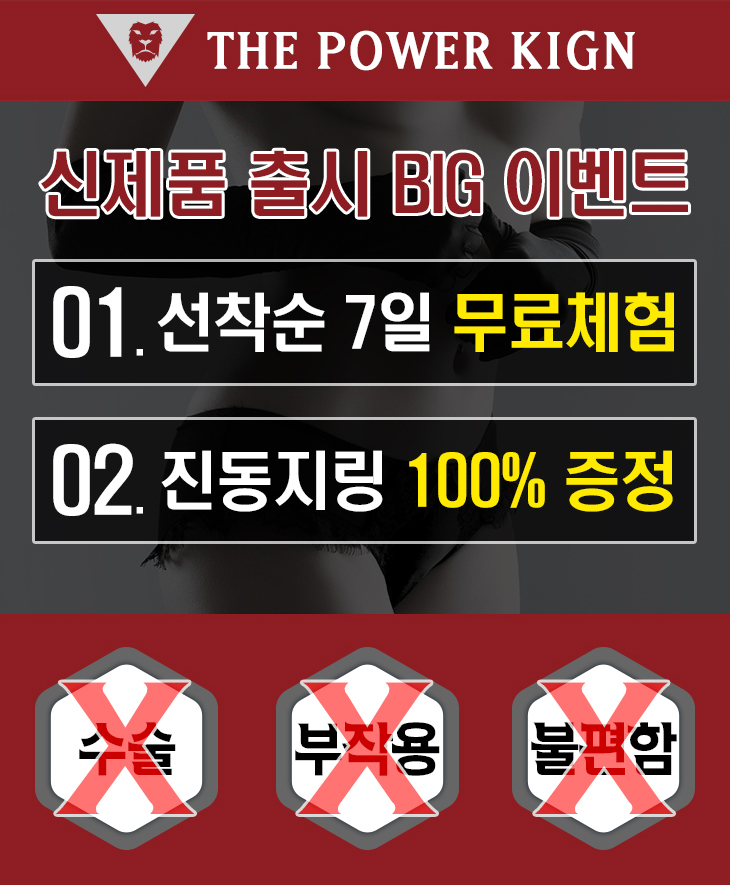 THE POWER KIGN
신제품 출시 BIG 이벤트
01. 선착순 7일 무료체험
02. 진동지링 100% 증정
수술
부작용
불편함